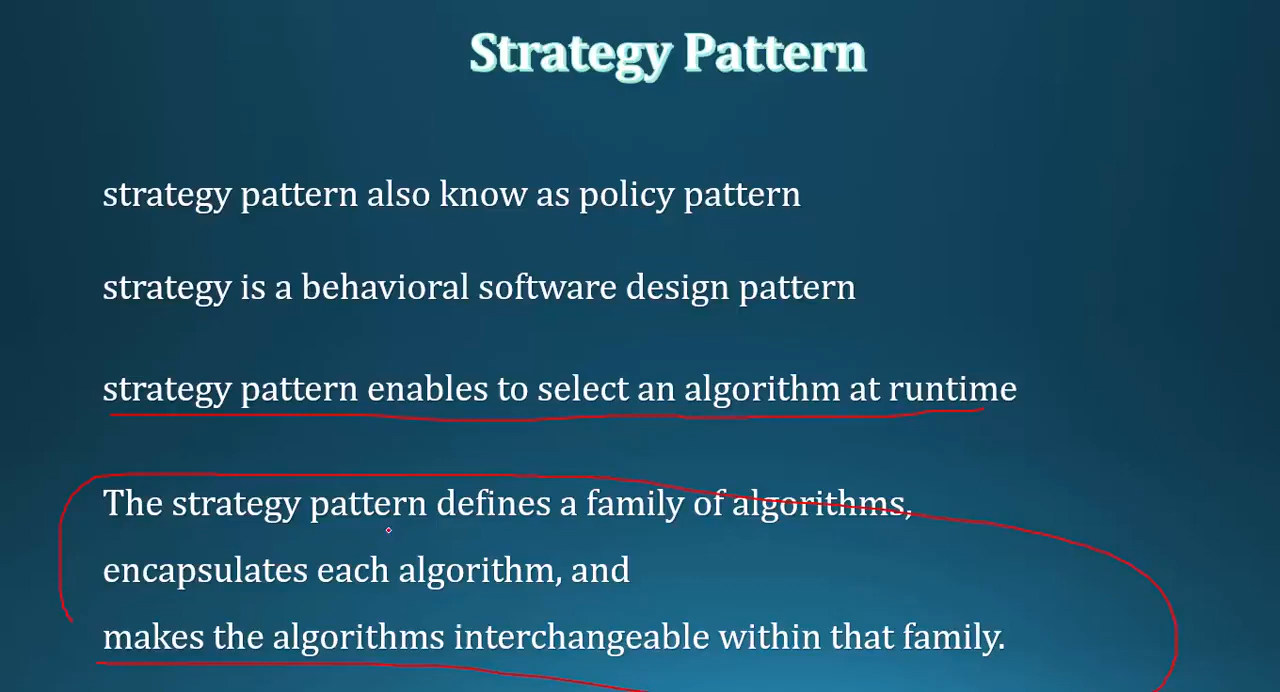 Strategy Pattern
strategy pattern also know as policy pattern
strategy is a behavioral software design pattern
strategy pattern enables to select an algorithm at runtime
The strategy pattern defines a family of algorithms,
encapsulates each algorithm, and
makes the algorithms interchangeable within that family.